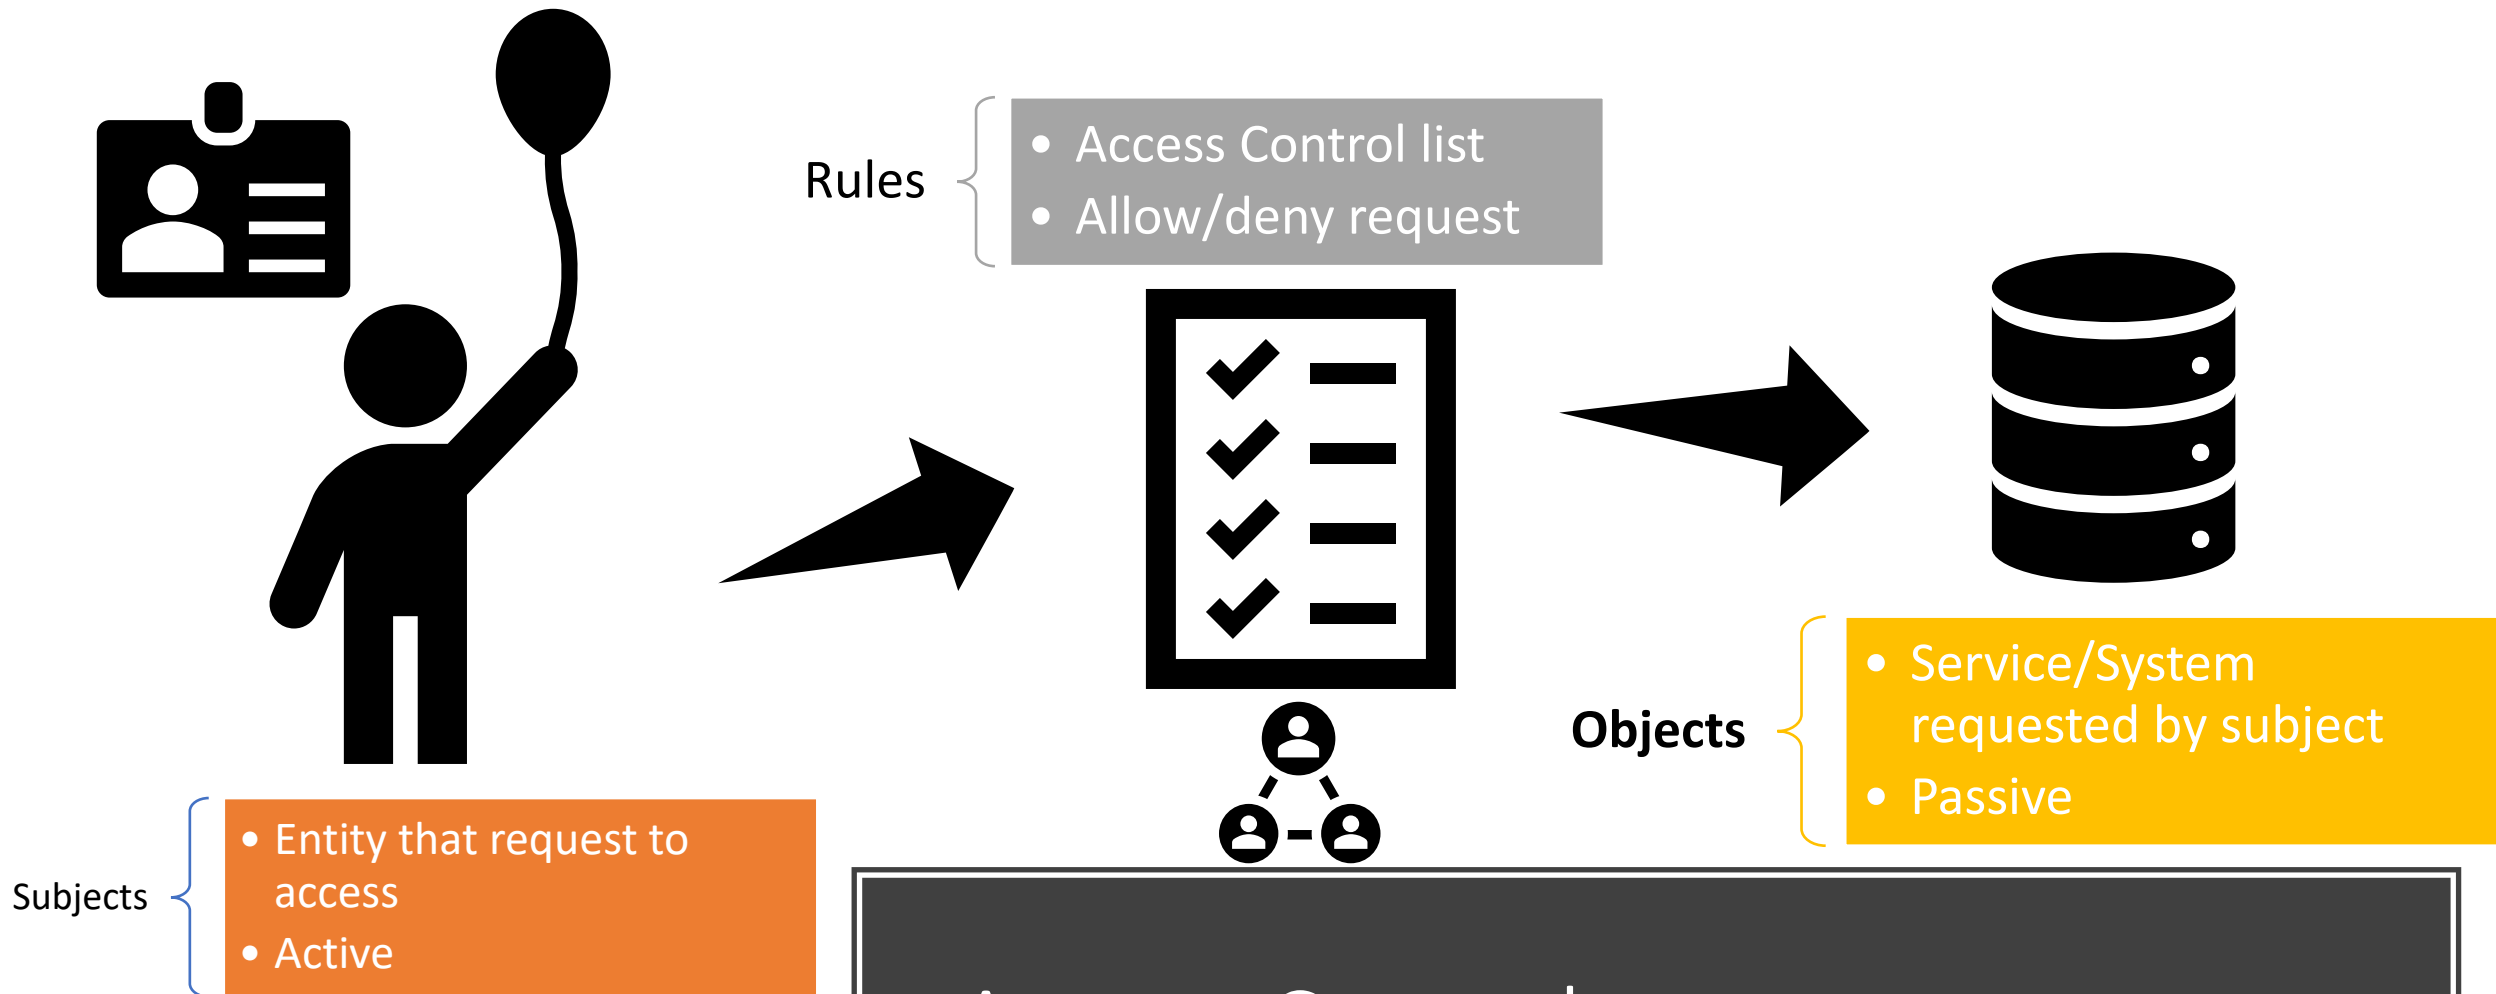 Rules
• Access Control list
• Allow/deny request
Objects
• Service/System
requested by subject
• Passive
Subjects
• Entity that request to
access
• Active